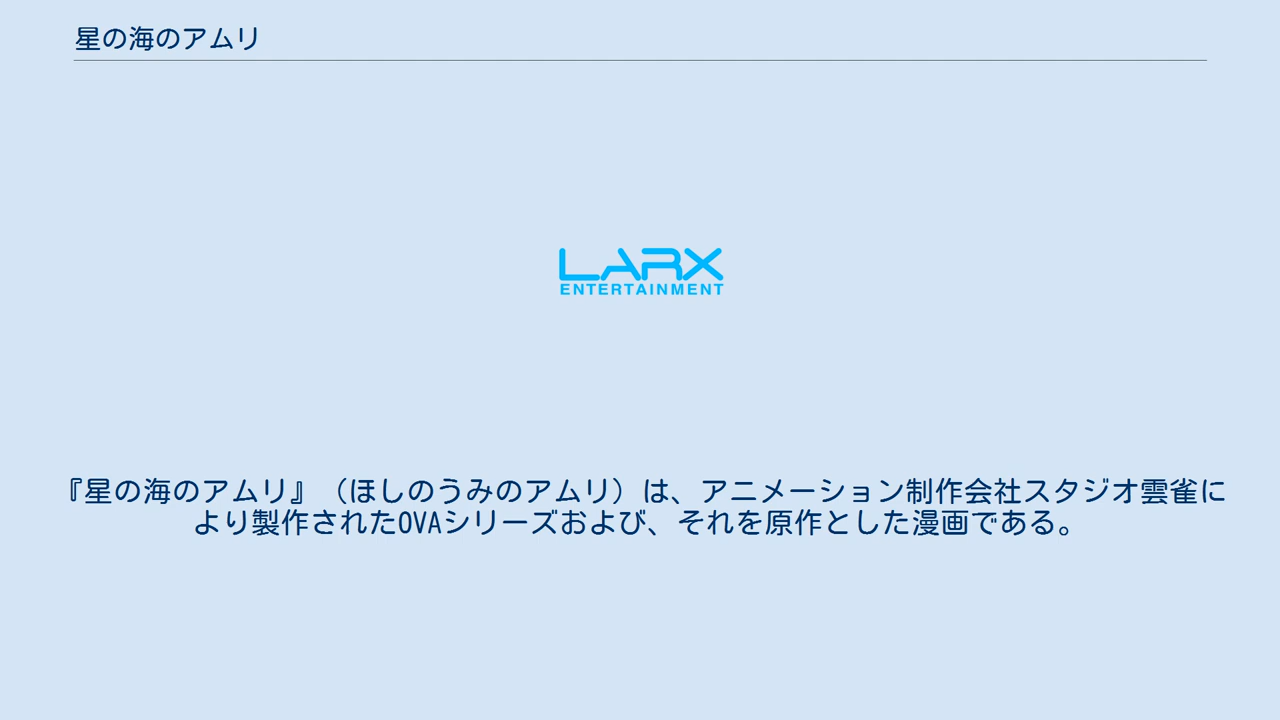 星の海のアムリ
LARX
ENTERTAINMENT
『星の海のアムリ』（ほしのうみのアムリ）は、アニメーション制作会社スタジオ雲雀に
より製作されたOVAシリーズおよび、それを原作とした漫画である。